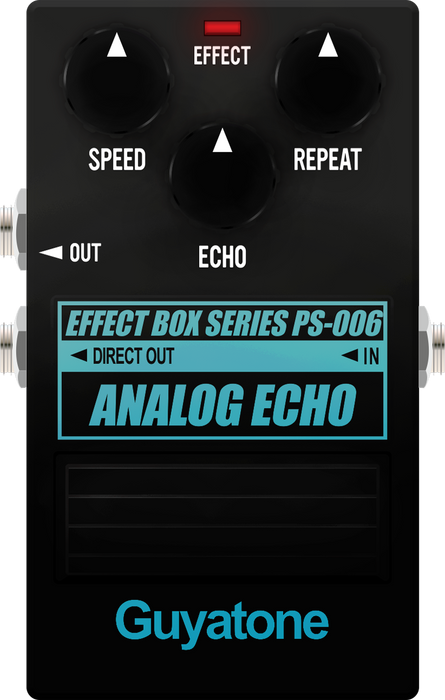 EFFECT
SPEED
REPEAT
ECHO
OUT
EFFECT BOX SERIES PS-006
DIRECT OUT IN
ANALOG ECHO
Guyatone